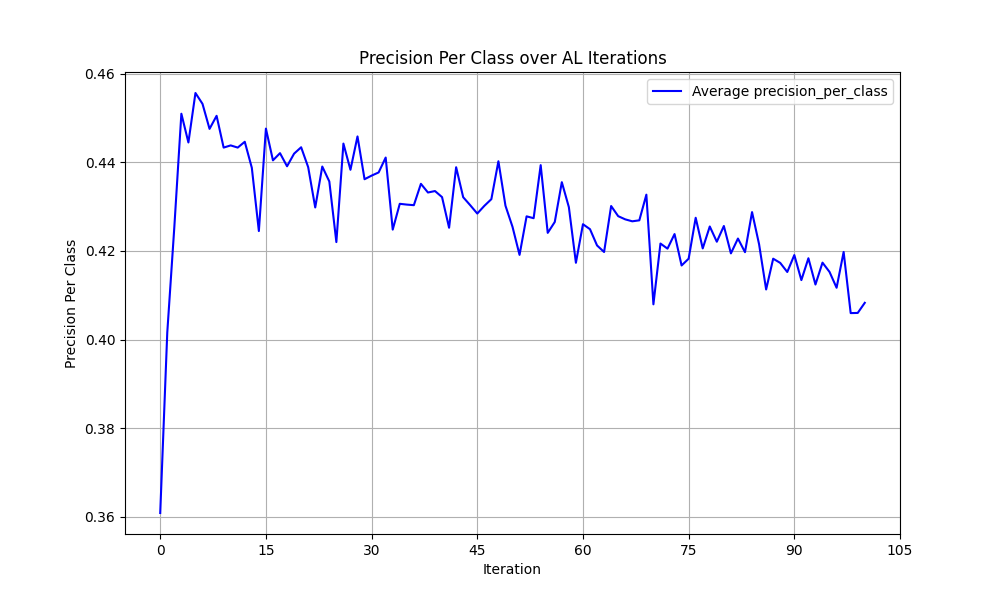 Precision Per Class over AL Iterations
Average precision_per_class
Precision Per Class
0.46
0.44
0.42
0.40
0.38
0.36
0 15 30 45 60 75 90 105
Iteration